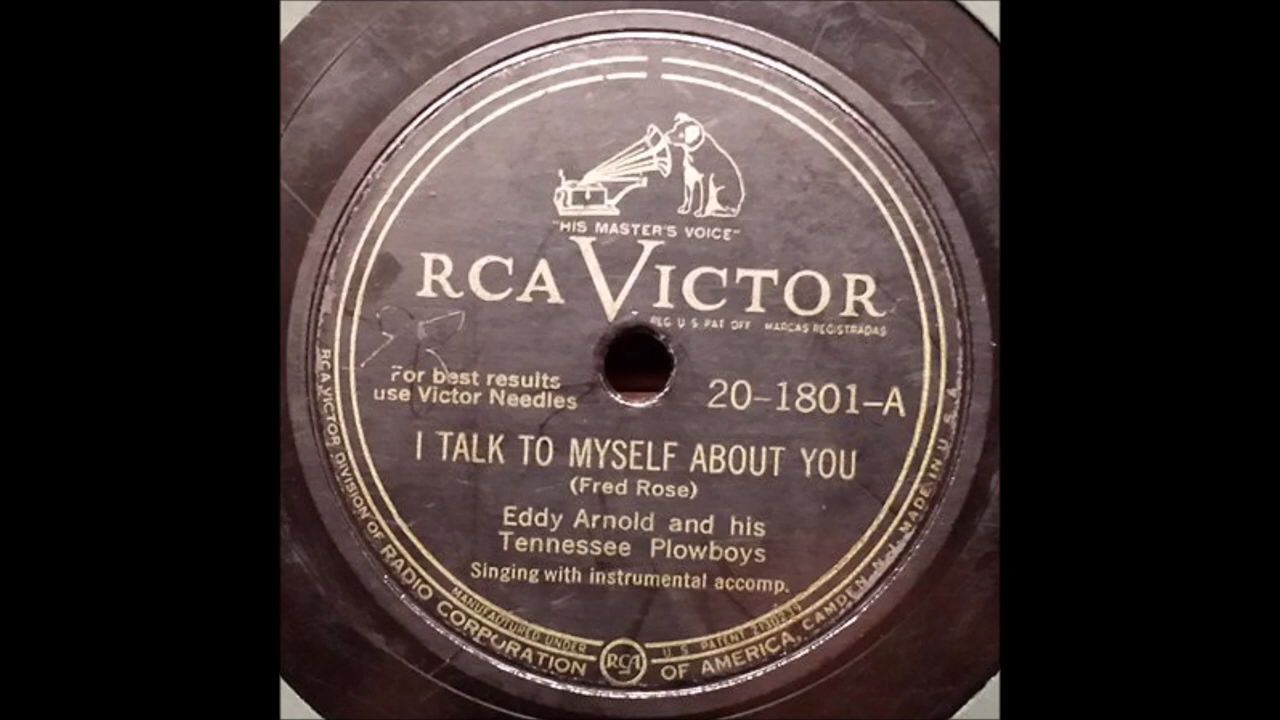 "HIS MASTER'S VOICE"
RCA VICTOR
REG. U S PAT OFF MARCAS REGISTRADAS
For best results
use Victor Needles
20-1801-A
I TALK TO MYSELF ABOUT YOU
(Fred Rose)
Eddy Arnold and his
Tennessee Plowboys
Singing with instrumental accomp.
MANUFACTURED UNDER RCA U S PATENT
RCA VICTOR DIVISION OF RADIO CORPORATION OF AMERICA, CAMDEN, N.J. MADE IN U.S.A.